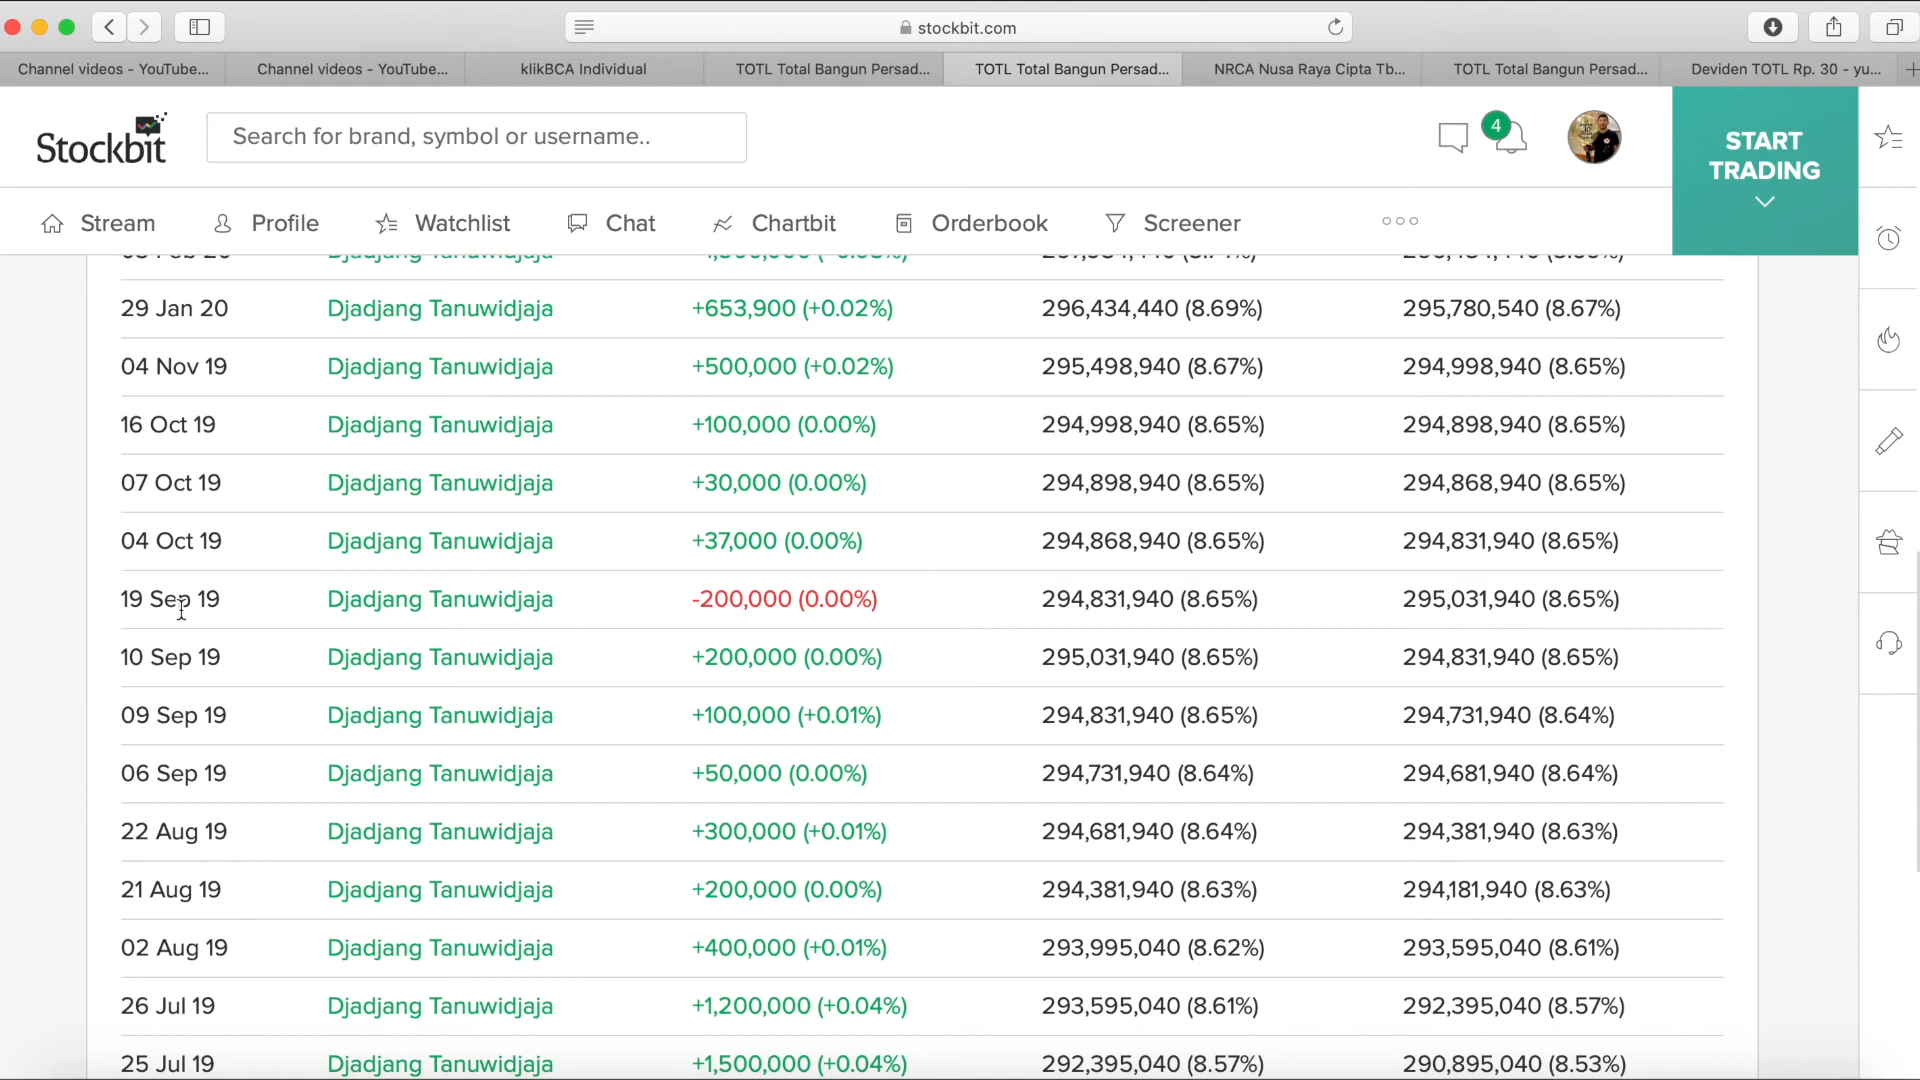 stockbit.com
Channel videos - YouTube... Channel videos - YouTube... klikBCA Individual TOTL Total Bangun Persad... TOTL Total Bangun Persad... NRCA Nusa Raya Cipta Tb... TOTL Total Bangun Persad... Deviden TOTL Rp. 30 - yu...
Stockbit Search for brand, symbol or username.. 4 START
TRADING
Stream Profile Watchlist Chat Chartbit Orderbook Screener
29 Jan 20 Djadjang Tanuwidjaja +653,900 (+0.02%) 296,434,440 (8.69%) 295,780,540 (8.67%)
04 Nov 19 Djadjang Tanuwidjaja +500,000 (+0.02%) 295,498,940 (8.67%) 294,998,940 (8.65%)
16 Oct 19 Djadjang Tanuwidjaja +100,000 (0.00%) 294,998,940 (8.65%) 294,898,940 (8.65%)
07 Oct 19 Djadjang Tanuwidjaja +30,000 (0.00%) 294,898,940 (8.65%) 294,868,940 (8.65%)
04 Oct 19 Djadjang Tanuwidjaja +37,000 (0.00%) 294,868,940 (8.65%) 294,831,940 (8.65%)
19 Sep 19 Djadjang Tanuwidjaja -200,000 (0.00%) 294,831,940 (8.65%) 295,031,940 (8.65%)
10 Sep 19 Djadjang Tanuwidjaja +200,000 (0.00%) 295,031,940 (8.65%) 294,831,940 (8.65%)
09 Sep 19 Djadjang Tanuwidjaja +100,000 (+0.01%) 294,831,940 (8.65%) 294,731,940 (8.64%)
06 Sep 19 Djadjang Tanuwidjaja +50,000 (0.00%) 294,731,940 (8.64%) 294,681,940 (8.64%)
22 Aug 19 Djadjang Tanuwidjaja +300,000 (+0.01%) 294,681,940 (8.64%) 294,381,940 (8.63%)
21 Aug 19 Djadjang Tanuwidjaja +200,000 (0.00%) 294,381,940 (8.63%) 294,181,940 (8.63%)
02 Aug 19 Djadjang Tanuwidjaja +400,000 (+0.01%) 293,995,040 (8.62%) 293,595,040 (8.61%)
26 Jul 19 Djadjang Tanuwidjaja +1,200,000 (+0.04%) 293,595,040 (8.61%) 292,395,040 (8.57%)
25 Jul 19 Djadjang Tanuwidjaja +1,500,000 (+0.04%) 292,395,040 (8.57%) 290,895,040 (8.53%)